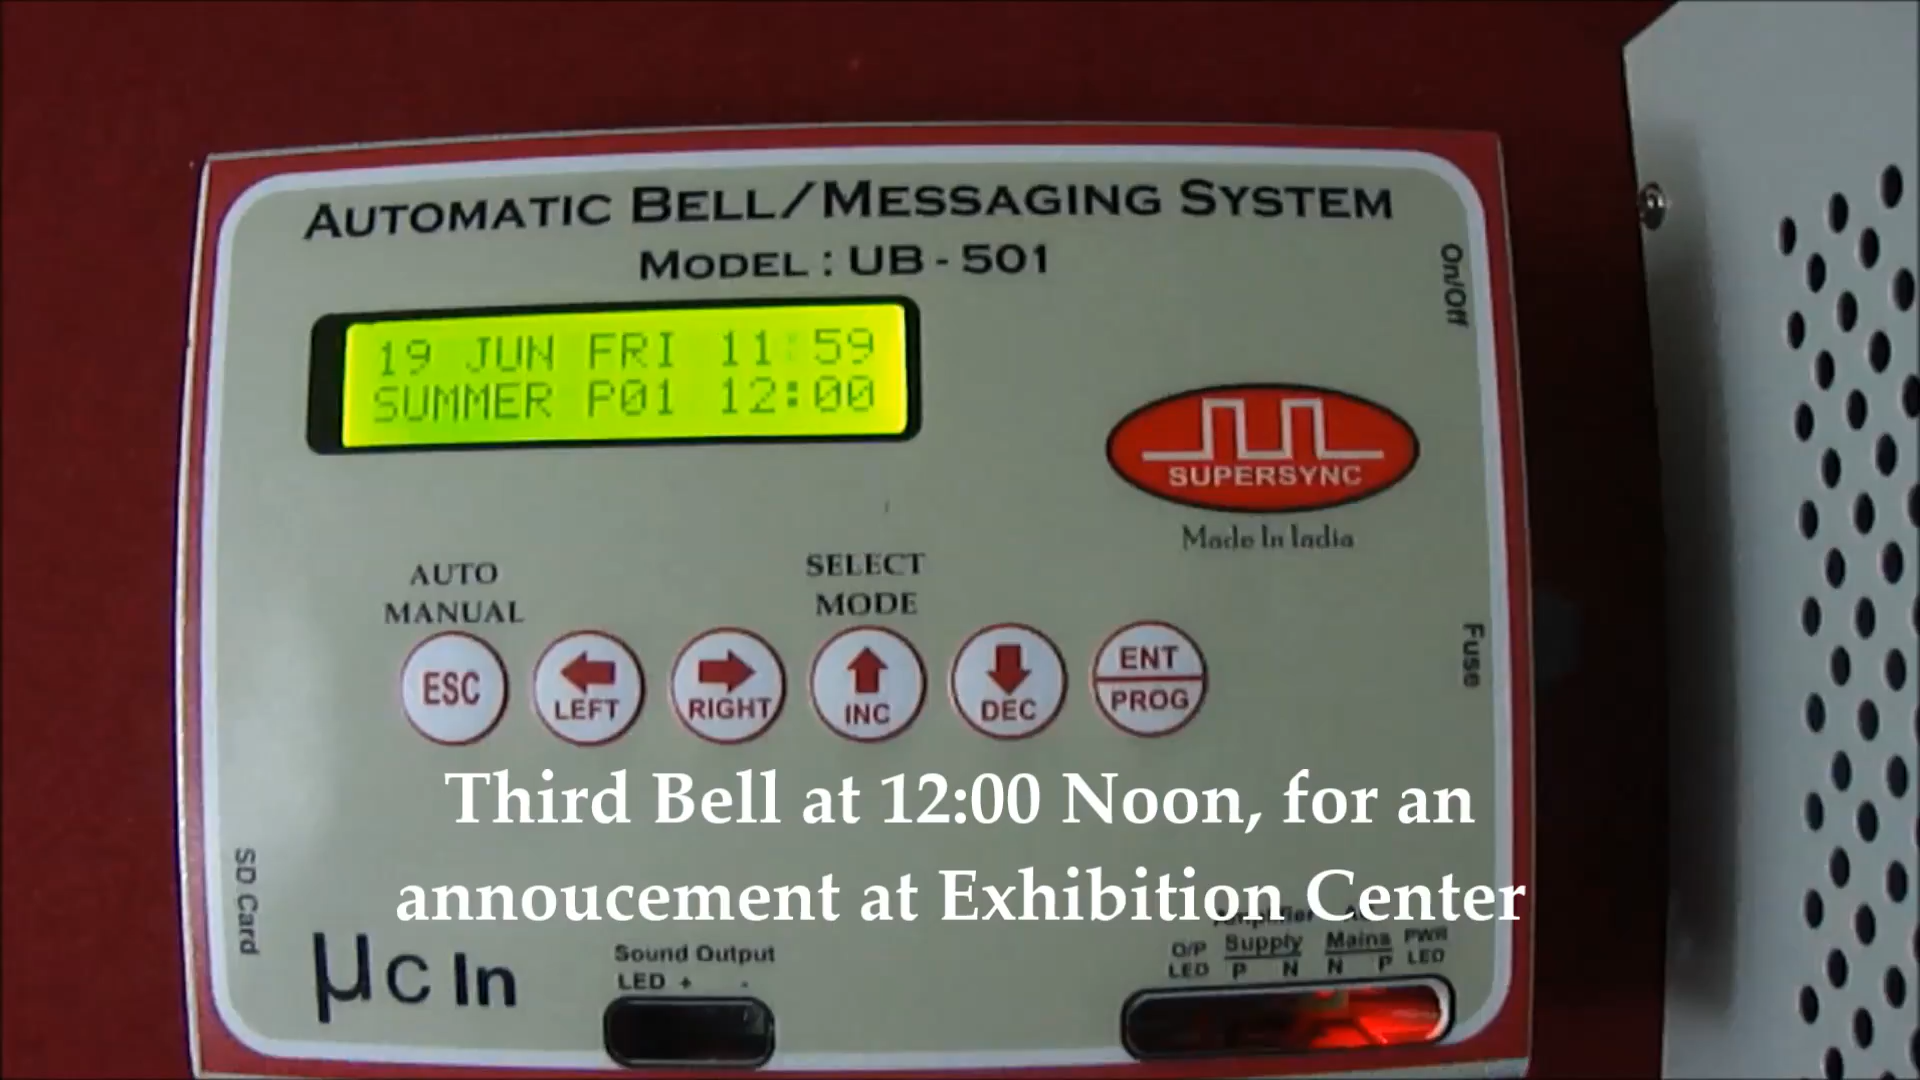 AUTOMATIC BELL/MESSAGING SYSTEM
MODEL : UB - 501
On/Off
19 JUN FRI 11:59
SUMMER P01 12:00
SUPERSYNC
Made In India
AUTO
MANUAL
SELECT
MODE
ESC
LEFT
RIGHT
INC
DEC
ENT
PROG
Fuse
Third Bell at 12:00 Noon, for an
annoucement at Exhibition Center
SD Card
µc In
Sound Output
LED + -
Amplifier
O/P Supply Mains PWR
LED P N N P LED